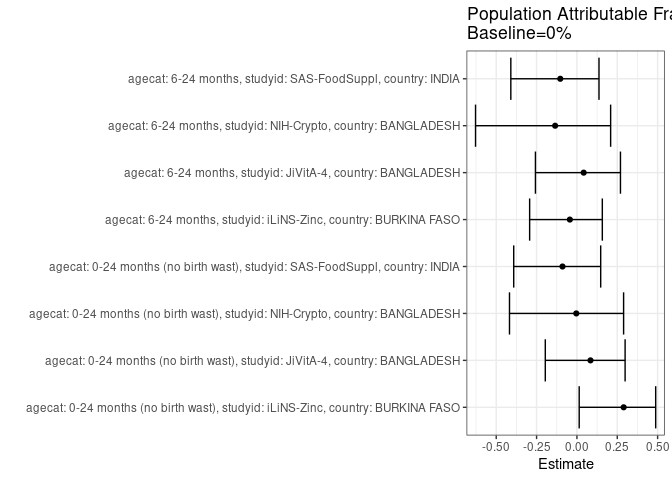 Population Attributable Fra
Baseline=0%
agecat: 6-24 months, studyid: SAS-FoodSuppl, country: INDIA
agecat: 6-24 months, studyid: NIH-Crypto, country: BANGLADESH
agecat: 6-24 months, studyid: JiVitA-4, country: BANGLADESH
agecat: 6-24 months, studyid: iLiNS-Zinc, country: BURKINA FASO
agecat: 0-24 months (no birth wast), studyid: SAS-FoodSuppl, country: INDIA
agecat: 0-24 months (no birth wast), studyid: NIH-Crypto, country: BANGLADESH
agecat: 0-24 months (no birth wast), studyid: JiVitA-4, country: BANGLADESH
agecat: 0-24 months (no birth wast), studyid: iLiNS-Zinc, country: BURKINA FASO
-0.50 -0.25 0.00 0.25 0.50
Estimate